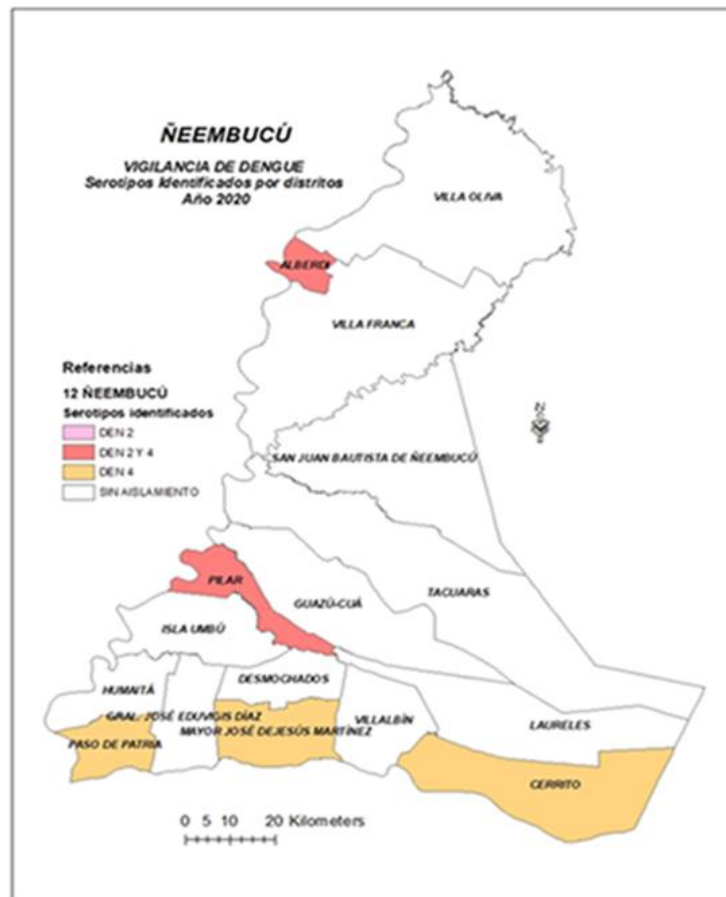 ÑEEMBUCÚ
VIGILANCIA DE DENGUE
Serotipos Identificados por distritos
Año 2020
VILLA OLIVA
ALBERDI
VILLA FRANCA
Referencias
12 ÑEEMBUCÚ
Serotipos identificados
DEN 2
DEN 2 Y 4
DEN 4
SIN AISLAMIENTO
N
SAN JUAN BAUTISTA DE ÑEEMBUCÚ
PILAR
GUAZÚ-CUÁ
TACUARAS
ISLA UMBÚ
HUMAITÁ
DESMOCHADOS
GRAL. JOSÉ EDUVIGIS DÍAZ
MAYOR JOSÉ DEJESÚS MARTÍNEZ
VILLALBÍN
LAURELES
PASO DE PATRIA
CERRITO
0 5 10 20 Kilometers